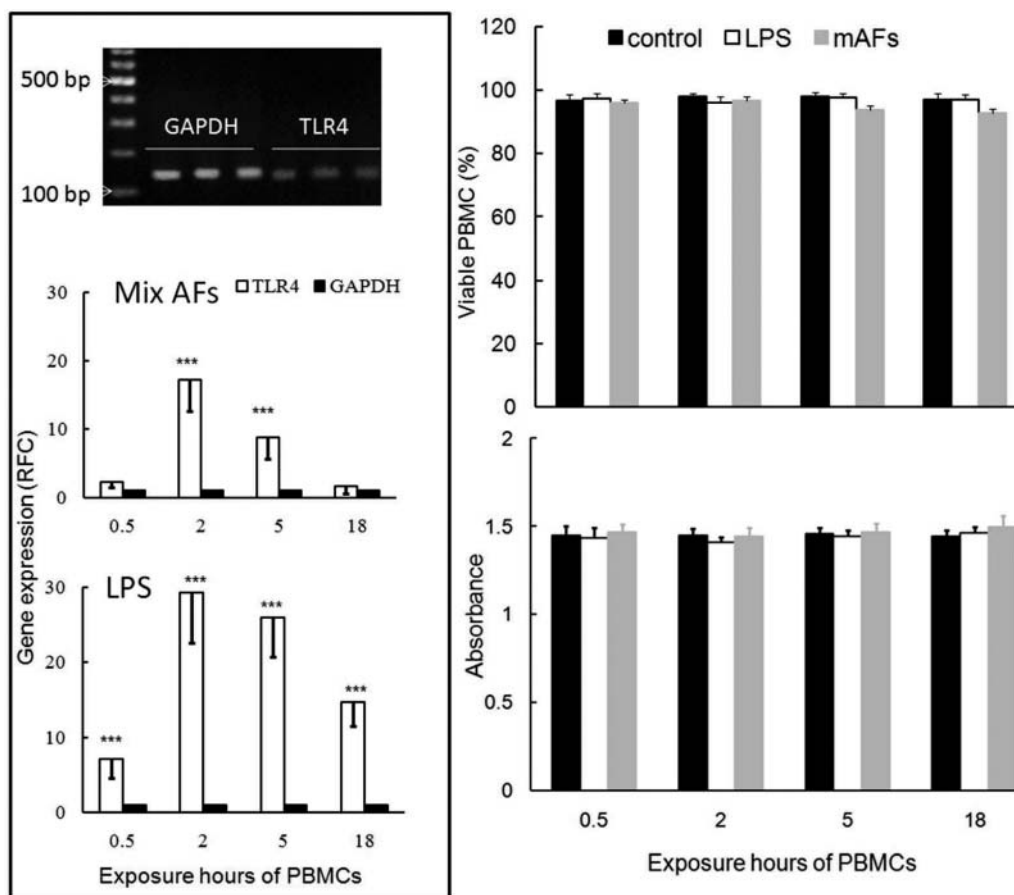 500 bp
GAPDH TLR4
100 bp
Mix AFs TLR4 GAPDH
30
***
20
***
10
0
0.5 2 5 18
Gene expression (RFC)
LPS
30
***
***
20
***
10
***
0
0.5 2 5 18
Exposure hours of PBMCs
120
control LPS mAFs
100
80
60
40
20
0
Viable PBMC (%)
2
1.5
1
0.5
0
Absorbance
0.5 2 5 18
Exposure hours of PBMCs